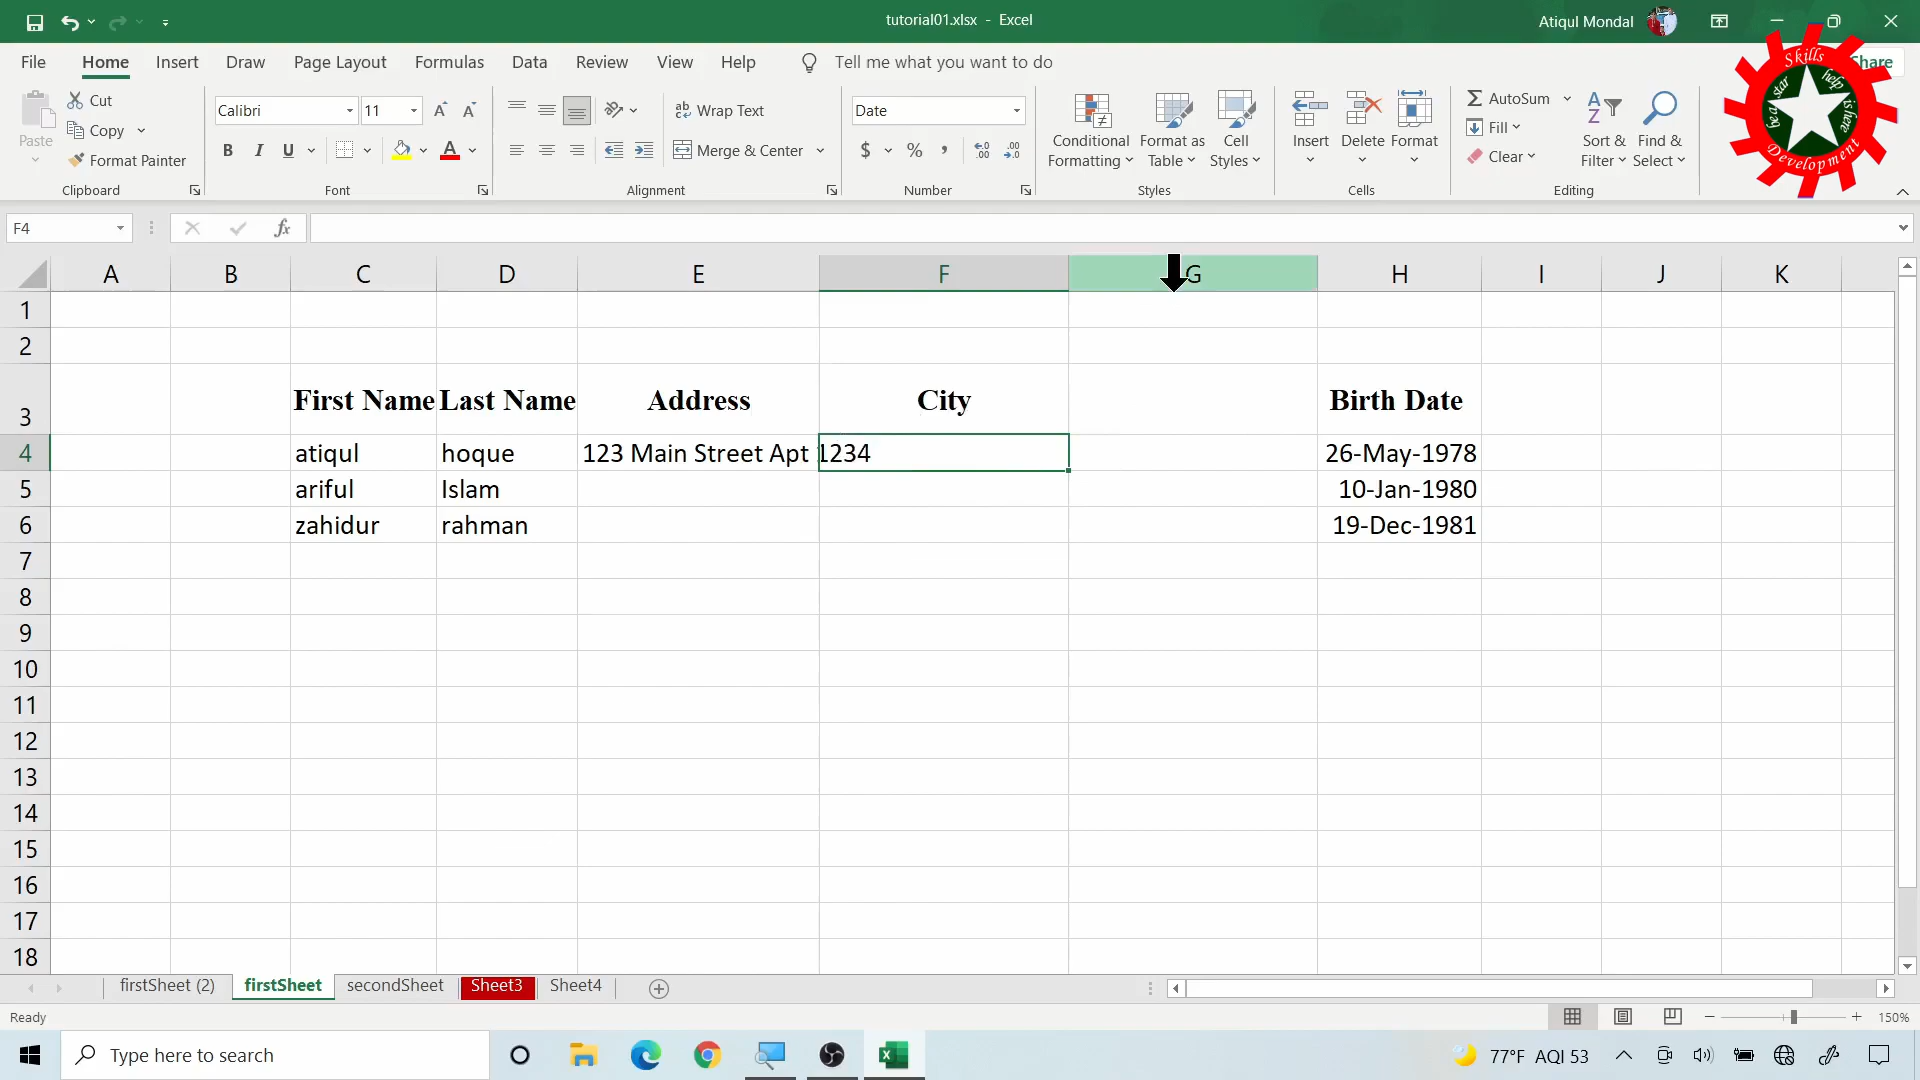 tutorial01.xlsx - Excel
Atiqul Mondal
File Home Insert Draw Page Layout Formulas Data Review View Help Tell me what you want to do
Share
Skills
be a star
help is here
Development
Paste
Cut
Copy
Format Painter
Clipboard
Calibri 11
B I U
Font
Wrap Text
Merge & Center
Alignment
Date
$ % ,
Number
Conditional Formatting
Format as Table
Cell Styles
Styles
Insert Delete Format
Cells
AutoSum
Fill
Clear
Sort & Filter
Find & Select
Editing
F4
fx
A B C D E F G H I J K
1
2
3 First Name Last Name Address City Birth Date
4 atiqul hoque 123 Main Street Apt 1234 26-May-1978
5 ariful Islam 10-Jan-1980
6 zahidur rahman 19-Dec-1981
7
8
9
10
11
12
13
14
15
16
17
18
firstSheet (2) firstSheet secondSheet Sheet3 Sheet4
Ready
150%
Type here to search
77°F AQI 53